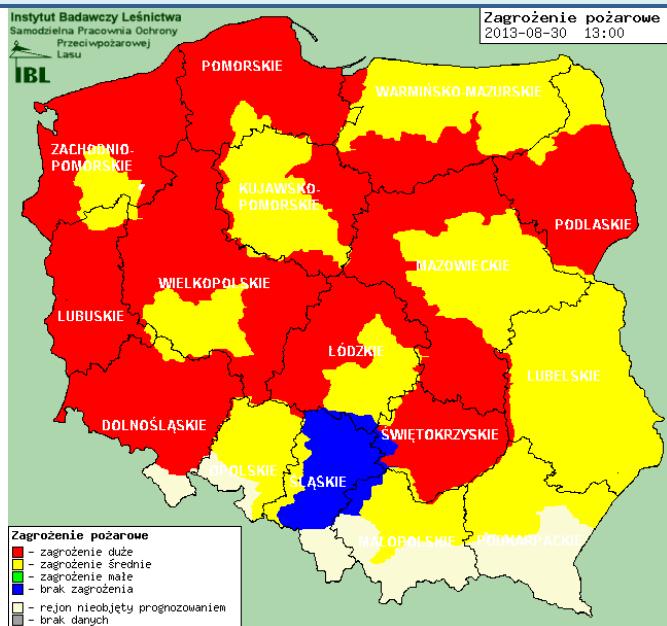 Instytut Badawczy Leśnictwa
Samodzielna Pracownia Ochrony
Przeciwpożarowej
Lasu
IBL
Zagrożenie pożarowe
2013-08-30 13:00
POMORSKIE
WARMIŃSKO-MAZURSKIE
ZACHODNIO-
POMORSKIE
KUJAWSKO-
POMORSKIE
PODLASKIE
MAZOWIECKIE
WIELKOPOLSKIE
LUBUSKIE
ŁÓDZKIE
LUBELSKIE
DOLNOŚLĄSKIE
ŚWIĘTOKRZYSKIE
OPOLSKIE
ŚLĄSKIE
MAŁOPOLSKIE
PODKARPACKIE
Zagrożenie pożarowe
- zagrożenie duże
- zagrożenie średnie
- zagrożenie małe
- brak zagrożenia
- rejon nieobjęty prognozowaniem
- brak danych